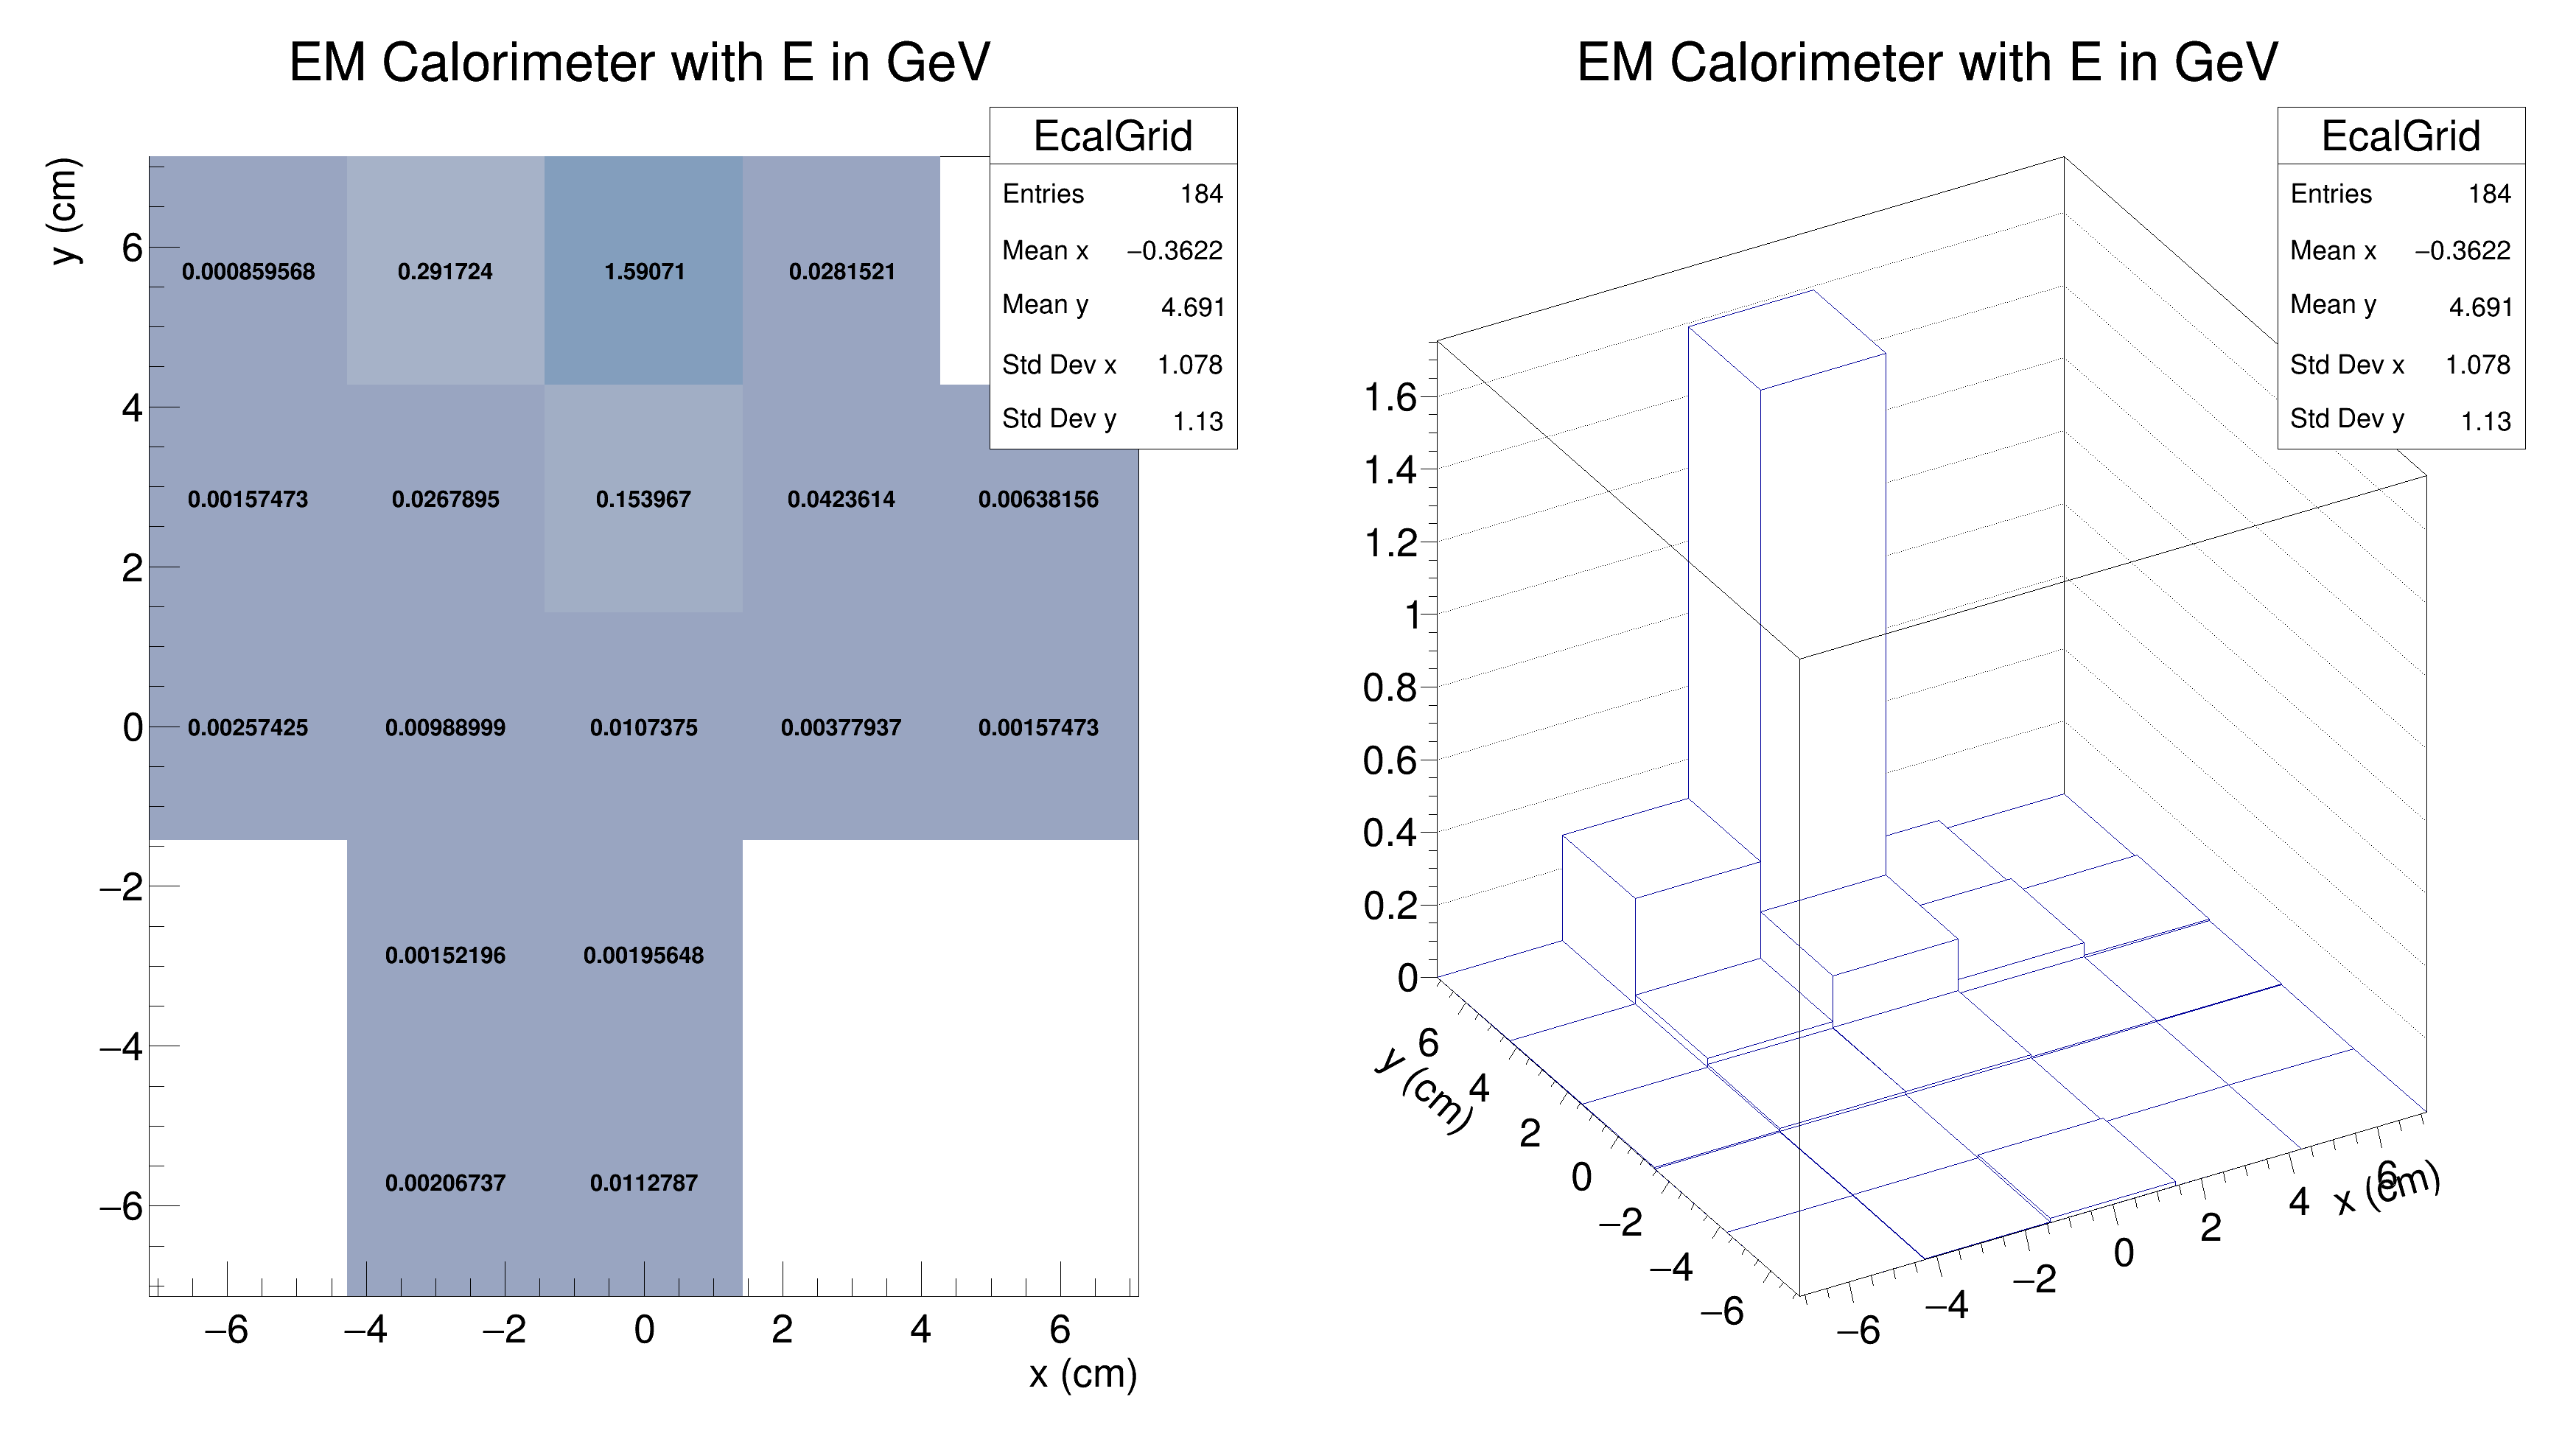 EM Calorimeter with E in GeV
EcalGrid
Entries 184
Mean x −0.3622
Mean y 4.691
Std Dev x 1.078
Std Dev y 1.13
y (cm)
6
4
2
0
−2
−4
−6
0.000859568 0.291724 1.59071 0.0281521
0.00157473 0.0267895 0.153967 0.0423614 0.00638156
0.00257425 0.00988999 0.0107375 0.00377937 0.00157473
0.00152196 0.00195648
0.00206737 0.0112787
−6 −4 −2 0 2 4 6
x (cm)
EM Calorimeter with E in GeV
EcalGrid
Entries 184
Mean x −0.3622
Mean y 4.691
Std Dev x 1.078
Std Dev y 1.13
1.6
1.4
1.2
1
0.8
0.6
0.4
0.2
0
y (cm)
6
4
2
0
−2
−4
−6
−6
−4
−2
0
2
4
6
x (cm)